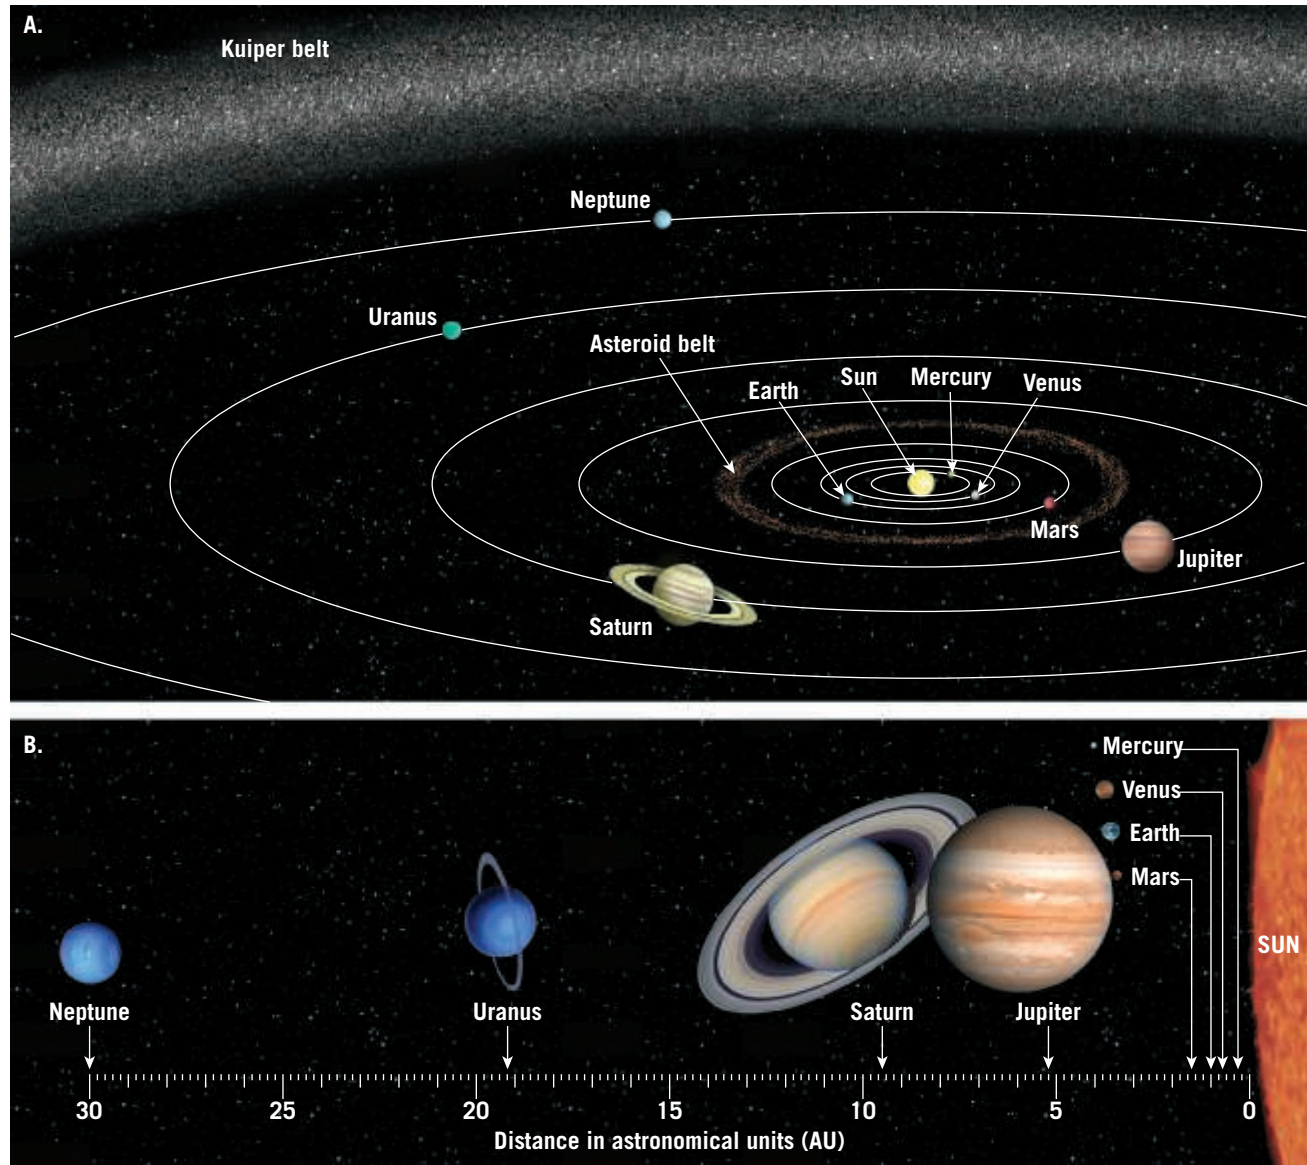 A.
Kuiper belt
Neptune
Uranus
Asteroid belt
Earth
Sun
Mercury
Venus
Mars
Jupiter
Saturn
B.
Mercury
Venus
Earth
Mars
SUN
Neptune
Uranus
Saturn
Jupiter
30 25 20 15 10 5 0
Distance in astronomical units (AU)